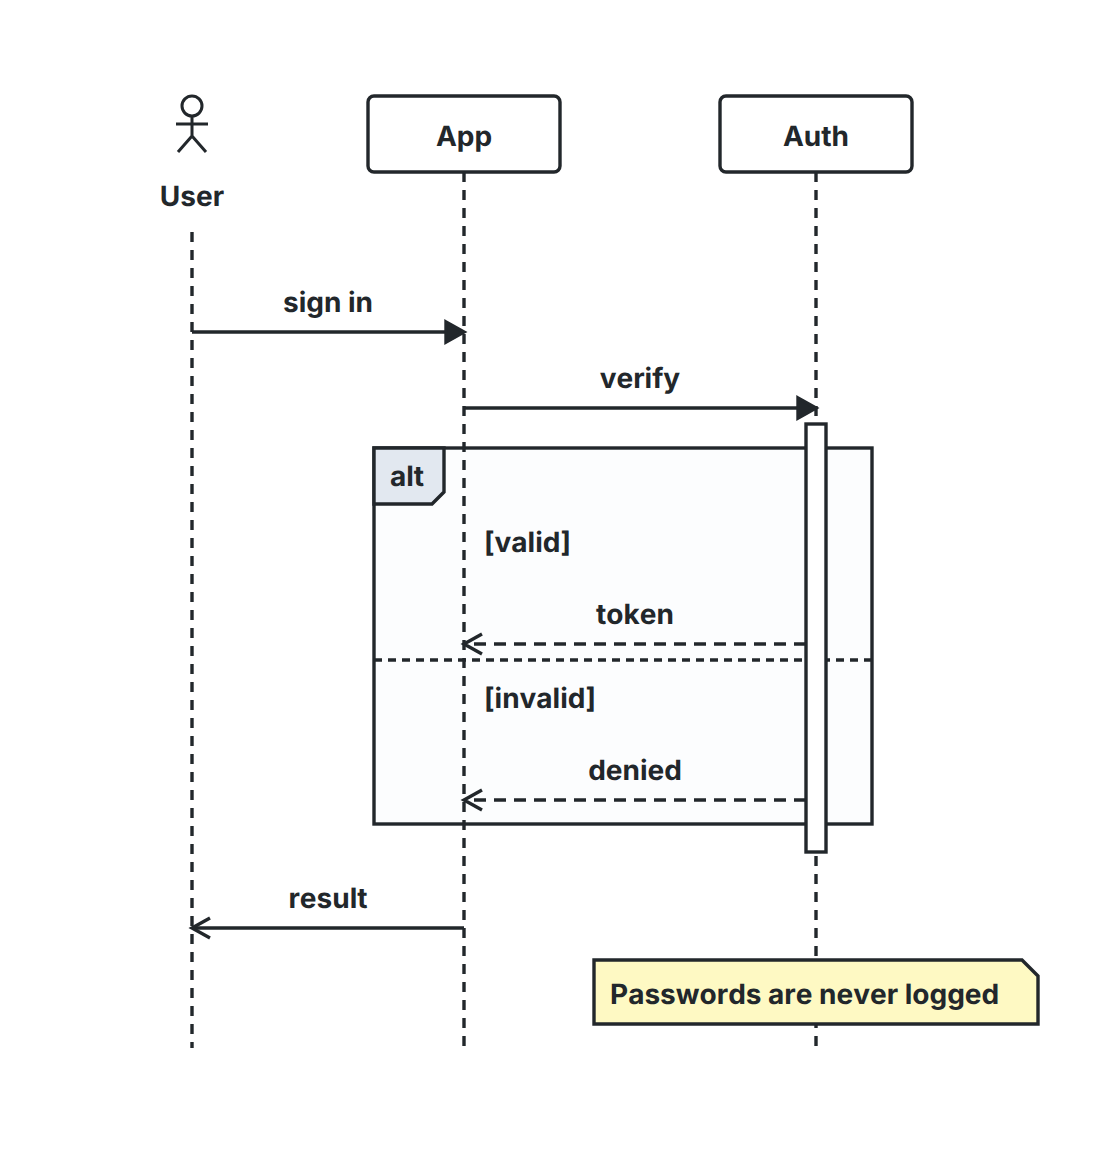 User
App
Auth
sign in
verify
alt
[valid]
token
[invalid]
denied
result
Passwords are never logged